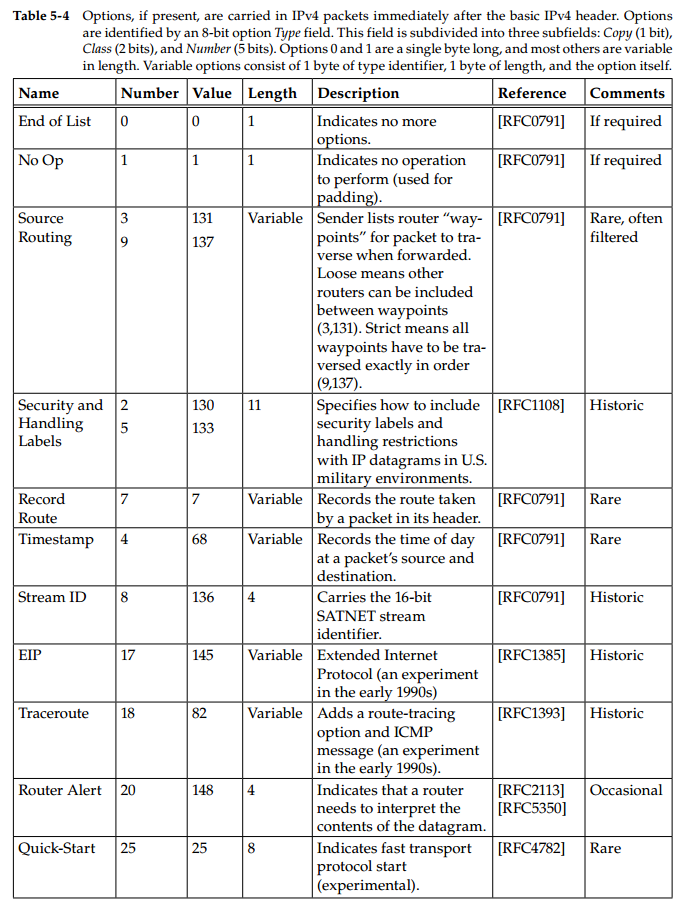 Table 5-4 Options, if present, are carried in IPv4 packets immediately after the basic IPv4 header. Options
are identified by an 8-bit option Type field. This field is subdivided into three subfields: Copy (1 bit),
Class (2 bits), and Number (5 bits). Options 0 and 1 are a single byte long, and most others are variable
in length. Variable options consist of 1 byte of type identifier, 1 byte of length, and the option itself.
Name Number Value Length Description Reference Comments
End of List 0 0 1 Indicates no more [RFC0791] If required
options.
No Op 1 1 1 Indicates no operation [RFC0791] If required
to perform (used for
padding).
Source 3 131 Variable Sender lists router “way- [RFC0791] Rare, often
Routing 9 137 points” for packet to tra- filtered
verse when forwarded.
Loose means other
routers can be included
between waypoints
(3,131). Strict means all
waypoints have to be tra-
versed exactly in order
(9,137).
Security and 2 130 11 Specifies how to include [RFC1108] Historic
Handling 5 133 security labels and
Labels handling restrictions
with IP datagrams in U.S.
military environments.
Record 7 7 Variable Records the route taken [RFC0791] Rare
Route by a packet in its header.
Timestamp 4 68 Variable Records the time of day [RFC0791] Rare
at a packet’s source and
destination.
Stream ID 8 136 4 Carries the 16-bit [RFC0791] Historic
SATNET stream
identifier.
EIP 17 145 Variable Extended Internet [RFC1385] Historic
Protocol (an experiment
in the early 1990s)
Traceroute 18 82 Variable Adds a route-tracing [RFC1393] Historic
option and ICMP
message (an experiment
in the early 1990s).
Router Alert 20 148 4 Indicates that a router [RFC2113] Occasional
needs to interpret the [RFC5350]
contents of the datagram.
Quick-Start 25 25 8 Indicates fast transport [RFC4782] Rare
protocol start
(experimental).